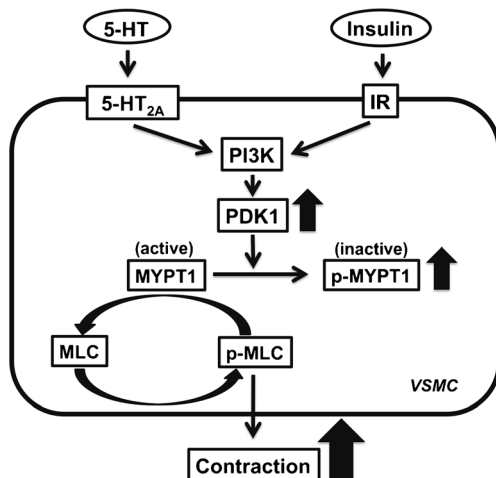 5-HT
Insulin
5-HT2A
IR
PI3K
PDK1
(active)
(inactive)
MYPT1
p-MYPT1
MLC
p-MLC
VSMC
Contraction